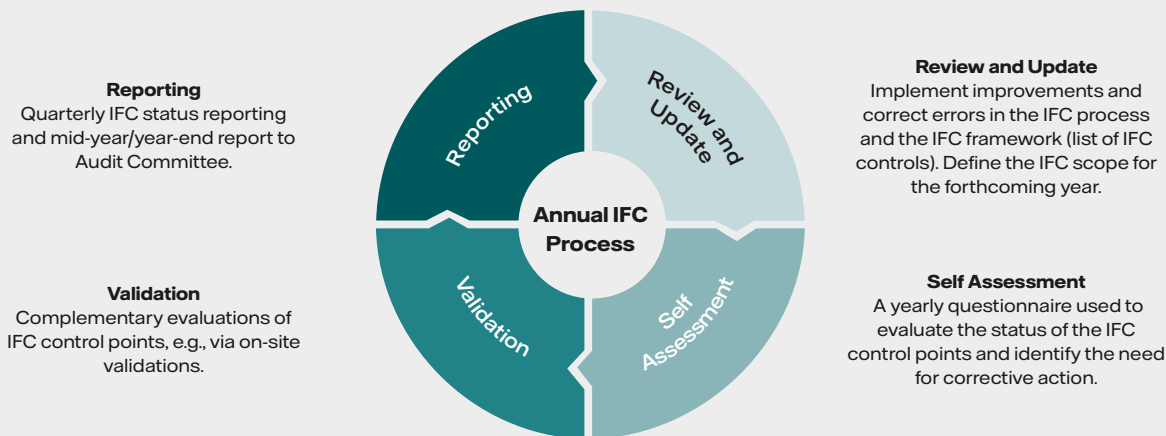 Reporting
Quarterly IFC status reporting
and mid-year/year-end report to
Audit Committee.
Validation
Complementary evaluations of
IFC control points, e.g., via on-site
validations.
Reporting
Review and
Update
Annual IFC
Process
Validation
Self
Assessment
Review and Update
Implement improvements and
correct errors in the IFC process
and the IFC framework (list of IFC
controls). Define the IFC scope for
the forthcoming year.
Self Assessment
A yearly questionnaire used to
evaluate the status of the IFC
control points and identify the need
for corrective action.